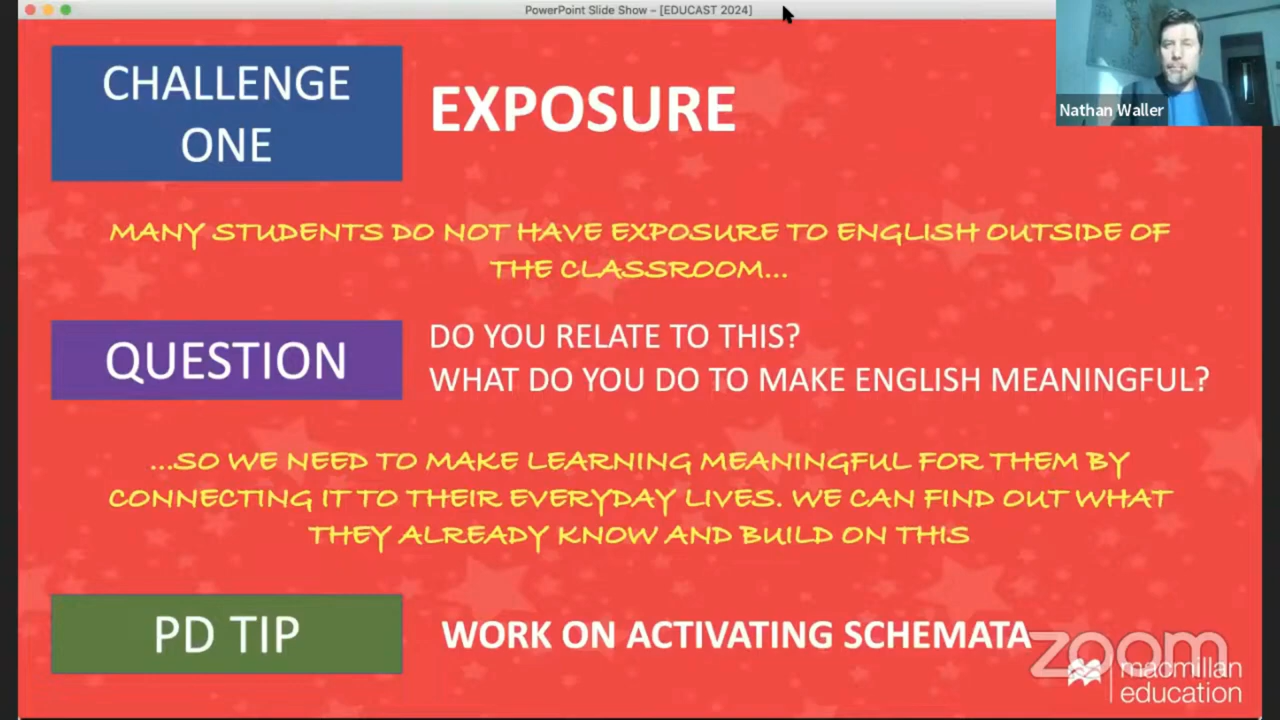 PowerPoint Slide Show – [EDUCAST 2024]
CHALLENGE
ONE
EXPOSURE
Nathan Waller
MANY STUDENTS DO NOT HAVE EXPOSURE TO ENGLISH OUTSIDE OF
THE CLASSROOM...
QUESTION
DO YOU RELATE TO THIS?
WHAT DO YOU DO TO MAKE ENGLISH MEANINGFUL?
...SO WE NEED TO MAKE LEARNING MEANINGFUL FOR THEM BY
CONNECTING IT TO THEIR EVERYDAY LIVES. WE CAN FIND OUT WHAT
THEY ALREADY KNOW AND BUILD ON THIS
PD TIP
WORK ON ACTIVATING SCHEMATA
zoom
macmillan
education